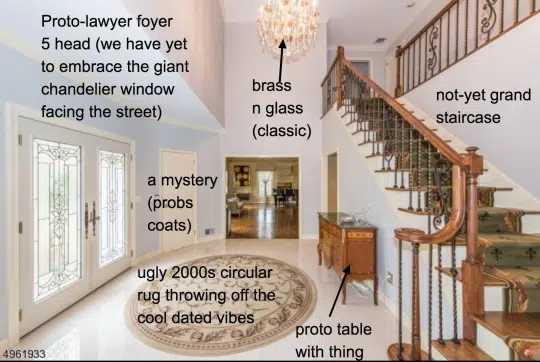 Proto-lawyer foyer
5 head (we have yet
to embrace the giant
chandelier window
facing the street)
brass
n glass
(classic)
not-yet grand
staircase
a mystery
(probs
coats)
ugly 2000s circular
rug throwing off the
cool dated vibes
proto table
with thing
4961933